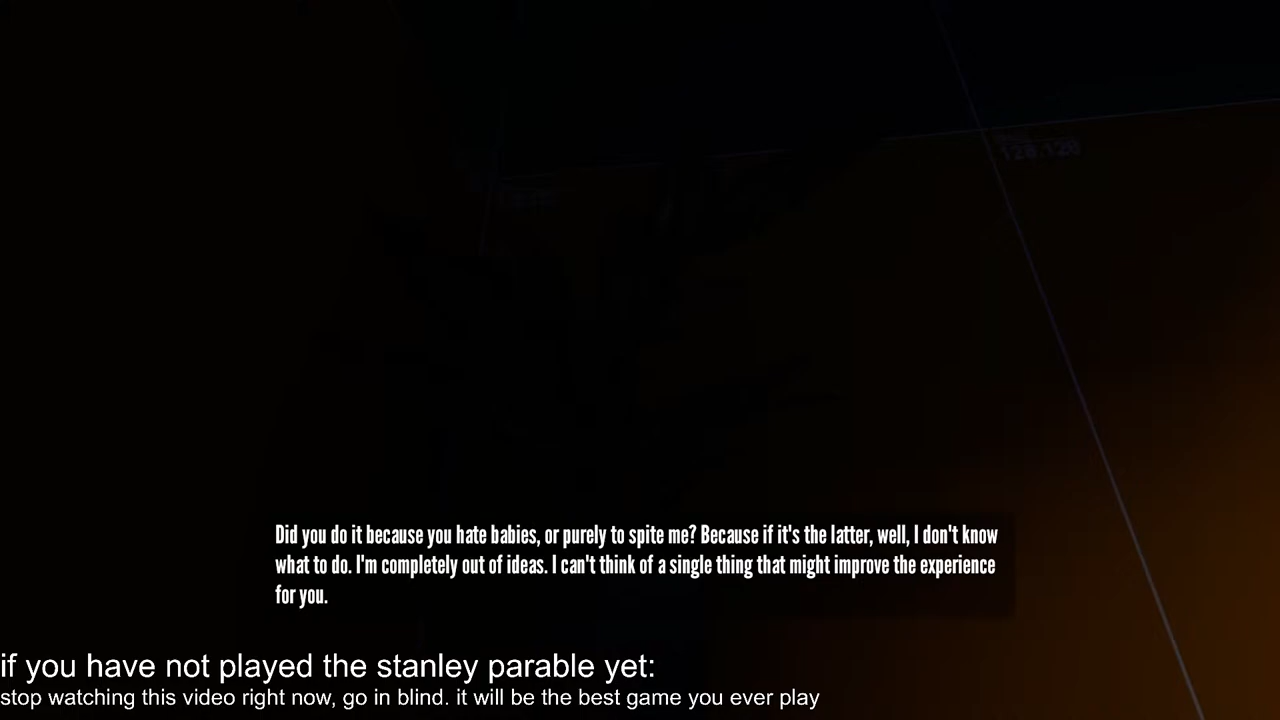 128,128
Did you do it because you hate babies, or purely to spite me? Because if it's the latter, well, I don't know
what to do. I'm completely out of ideas. I can't think of a single thing that might improve the experience
for you.
if you have not played the stanley parable yet:
stop watching this video right now, go in blind. it will be the best game you ever play